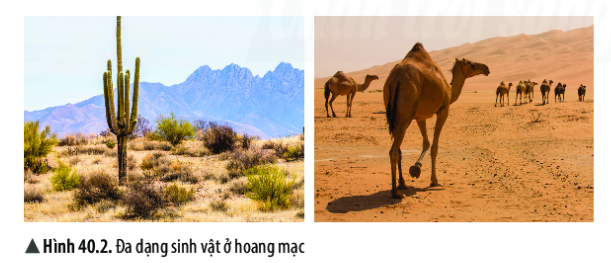 ▲ Hình 40.2. Đa dạng sinh vật ở hoang mạc